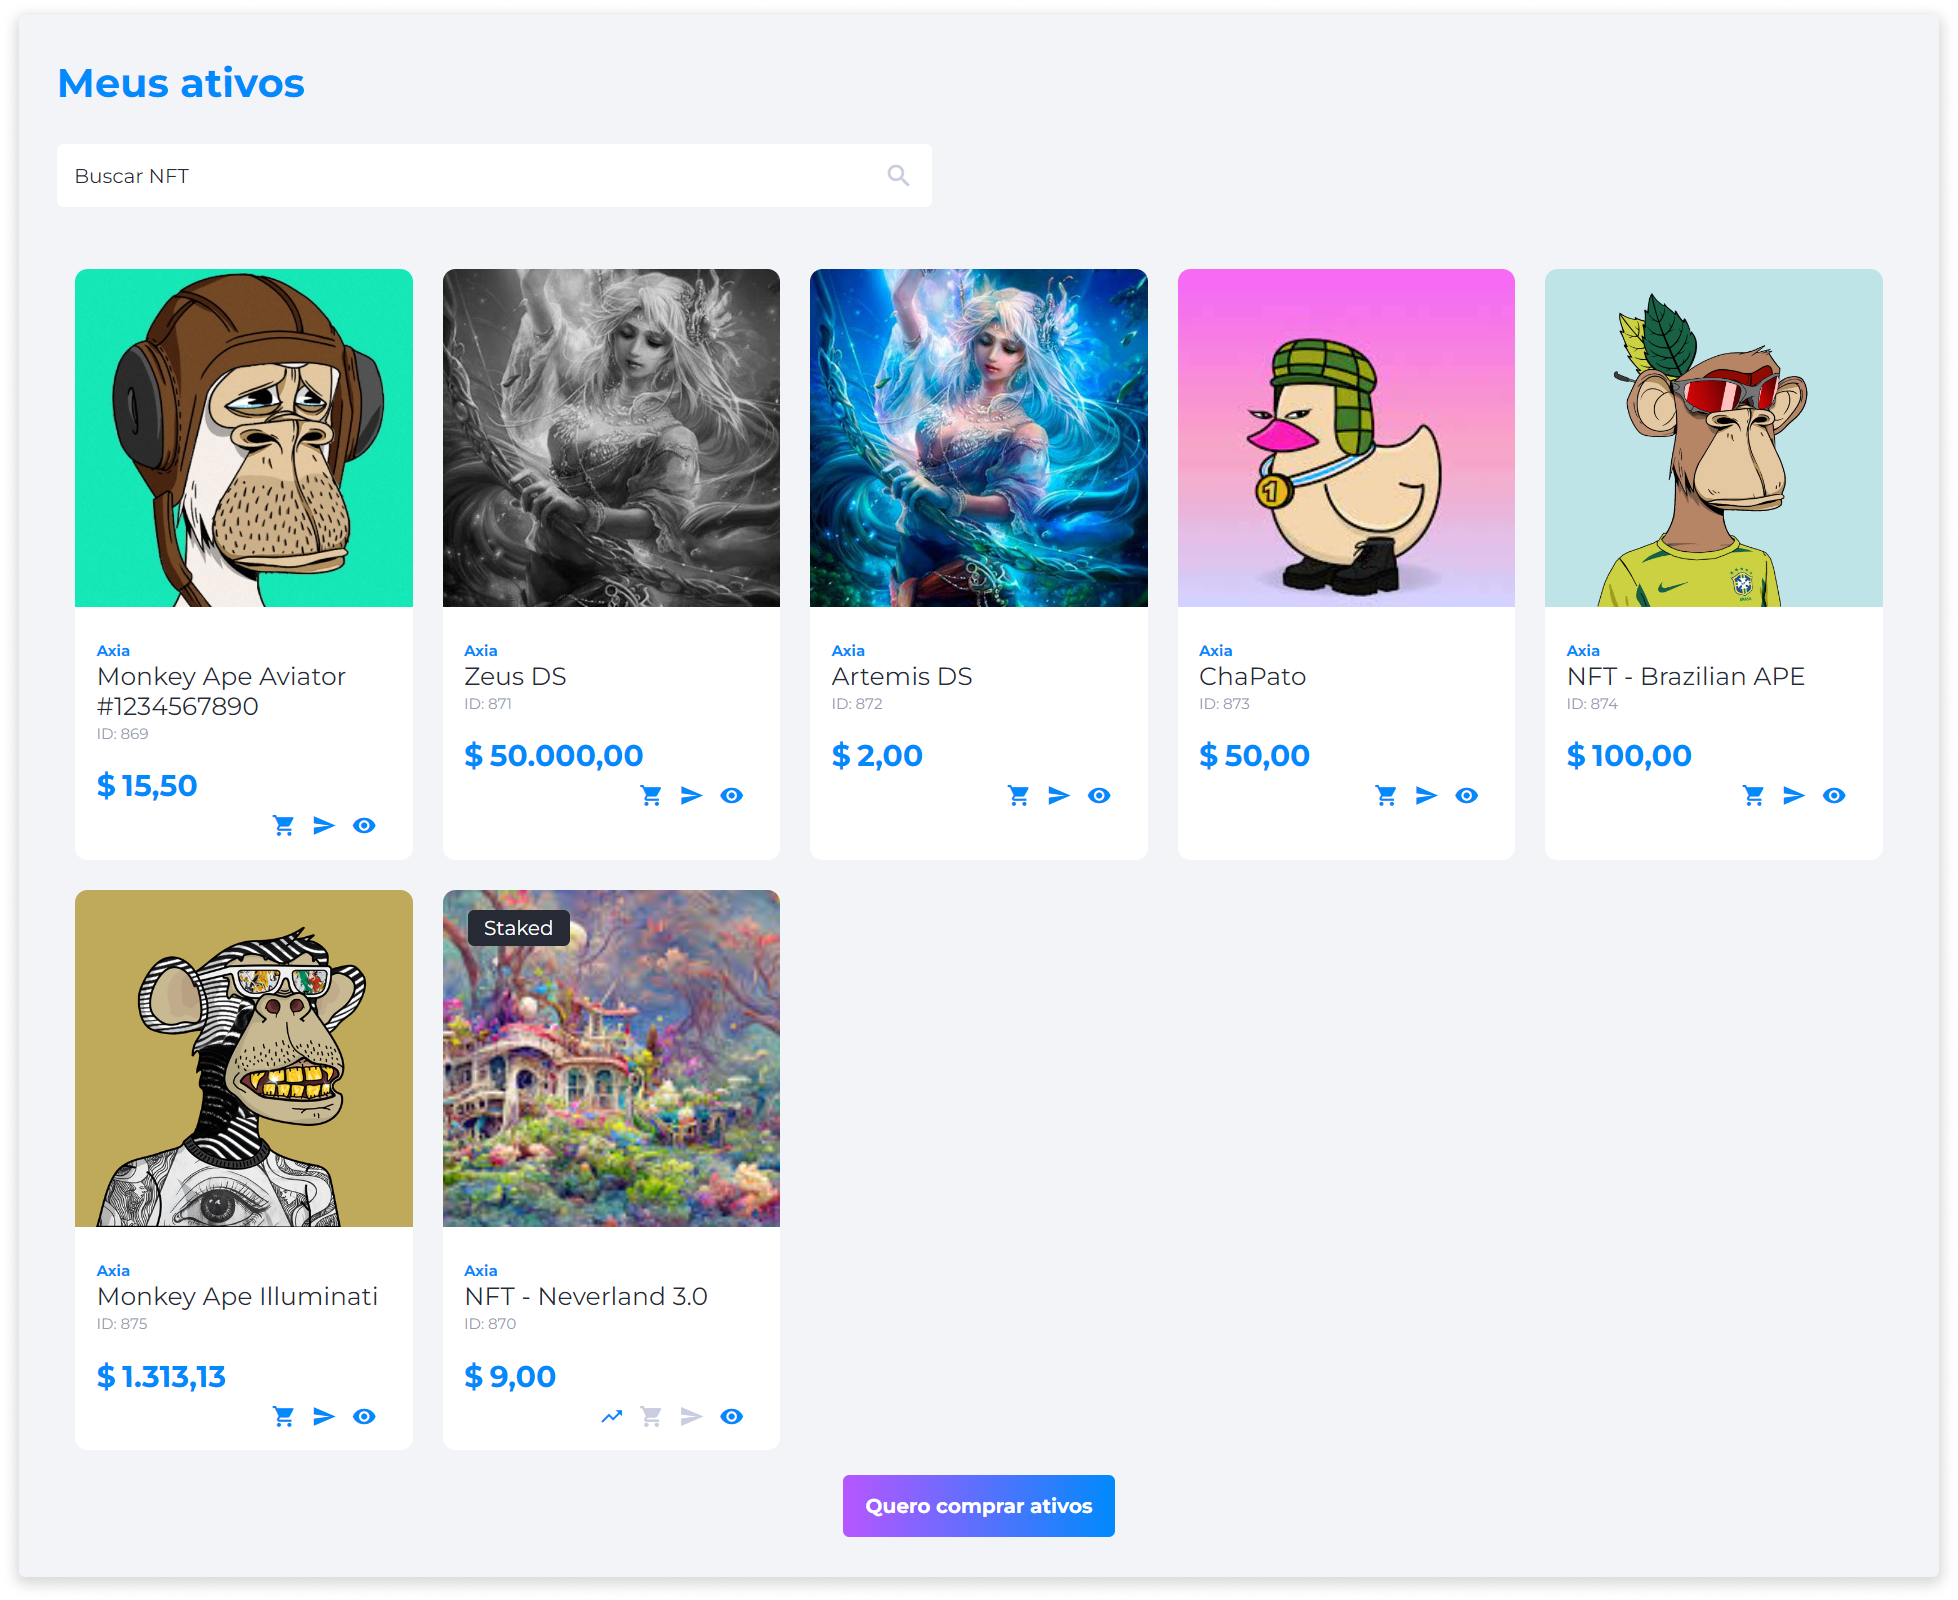 Meus ativos
Buscar NFT
Axia
Monkey Ape Aviator
#1234567890
ID: 869
$ 15,50
Axia
Zeus DS
ID: 871
$ 50.000,00
Axia
Artemis DS
ID: 872
$ 2,00
1
Axia
ChaPato
ID: 873
$ 50,00
Axia
NFT - Brazilian APE
ID: 874
$ 100,00
Axia
Monkey Ape Illuminati
ID: 875
$ 1.313,13
Staked
Axia
NFT - Neverland 3.0
ID: 870
$ 9,00
Quero comprar ativos